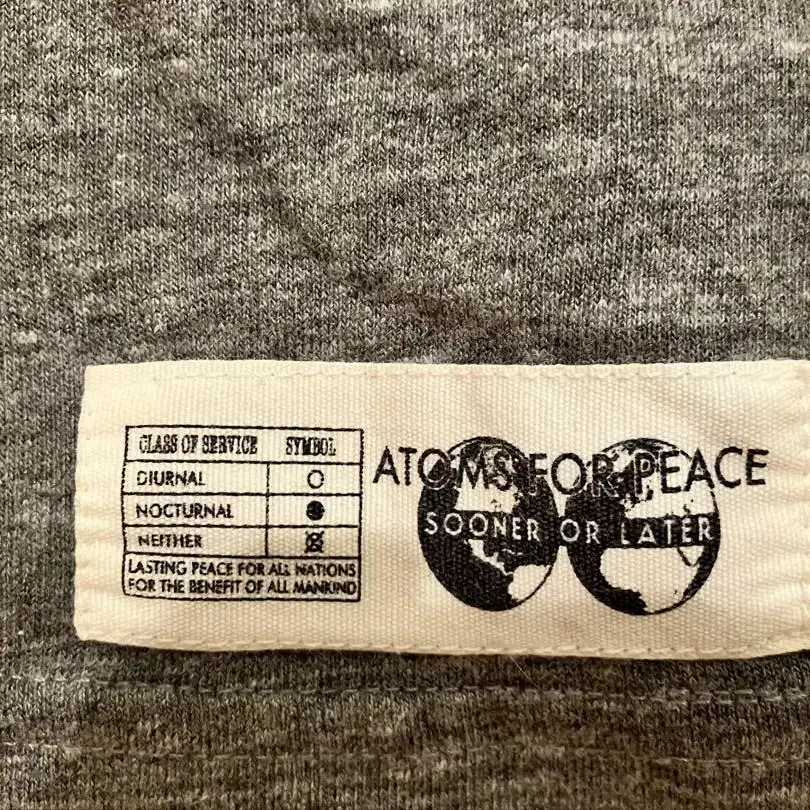 CLASS OF SERVICE SYMBOL
DIURNAL
NOCTURNAL
NEITHER
LASTING PEACE FOR ALL NATIONS
FOR THE BENEFIT OF ALL MANKIND
ATOMS FOR PEACE
SOONER OR LATER